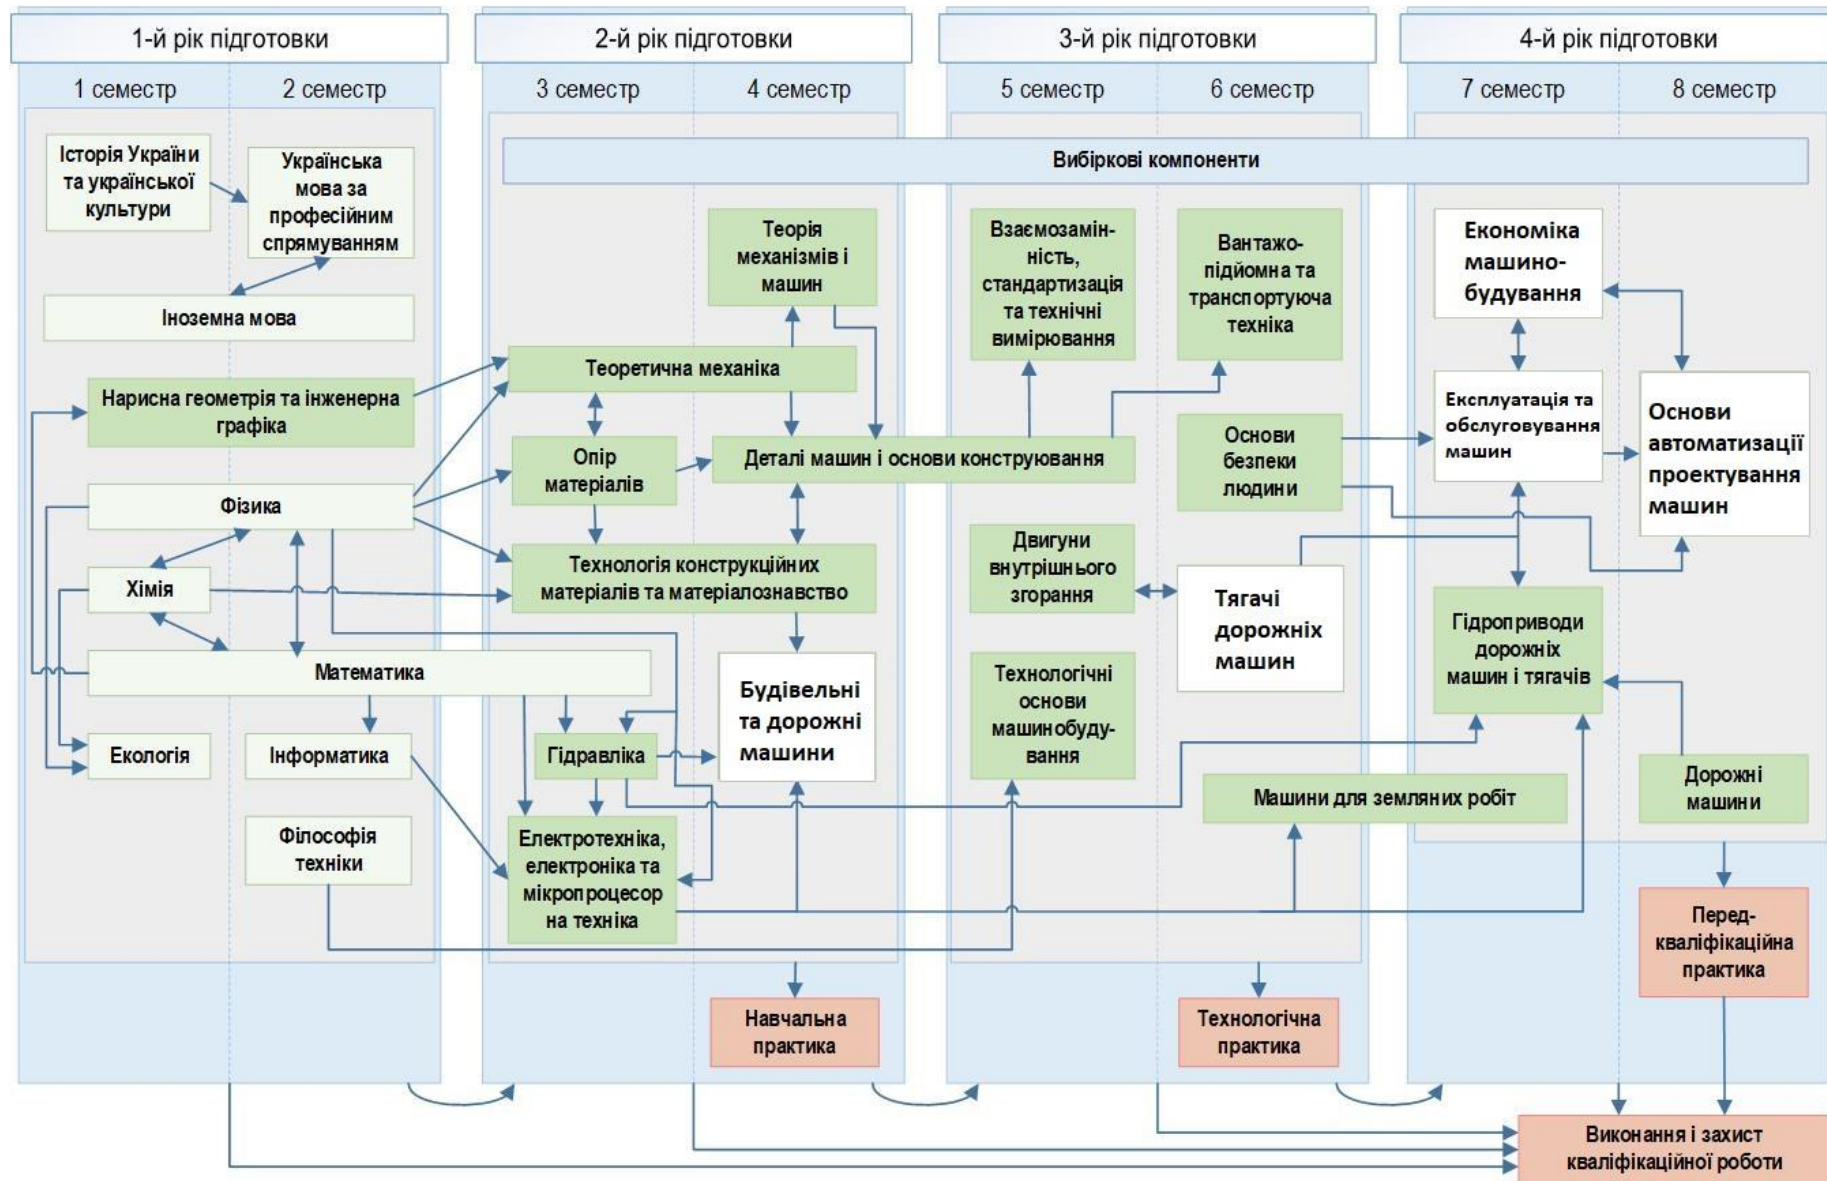 1-й рік підготовки
2-й рік підготовки
3-й рік підготовки
4-й рік підготовки
1 семестр
2 семестр
3 семестр
4 семестр
5 семестр
6 семестр
7 семестр
8 семестр
Історія України
та української
культури
Українська
мова за
професійним
спрямуванням
Іноземна мова
Нарисна геометрія та інженерна
графіка
Фізика
Хімія
Математика
Екологія
Інформатика
Філософія
техніки
Вибіркові компоненти
Теорія
механізмів і
машин
Теоретична механіка
Опір
матеріалів
Деталі машин і основи конструювання
Технологія конструкційних
матеріалів та матеріалознавство
Будівельні
та дорожні
машини
Гідравліка
Електротехніка,
електроніка та
мікропроцесор
на техніка
Навчальна
практика
Взаємозамін-
ність,
стандартизація
та технічні
вимірювання
Вантажо-
підйомна та
транспортуюча
техніка
Основи
безпеки
людини
Двигуни
внутрішнього
згорання
Тягачі
дорожніх
машин
Технологічні
основи
машинобуду-
вання
Машини для земляних робіт
Технологічна
практика
Економіка
машино-
будування
Експлуатація та
обслуговування
машин
Основи
автоматизації
проектування
машин
Гідроприводи
дорожніх
машин і тягачів
Дорожні
машини
Перед-
кваліфікаційна
практика
Виконання і захист
кваліфікаційної роботи